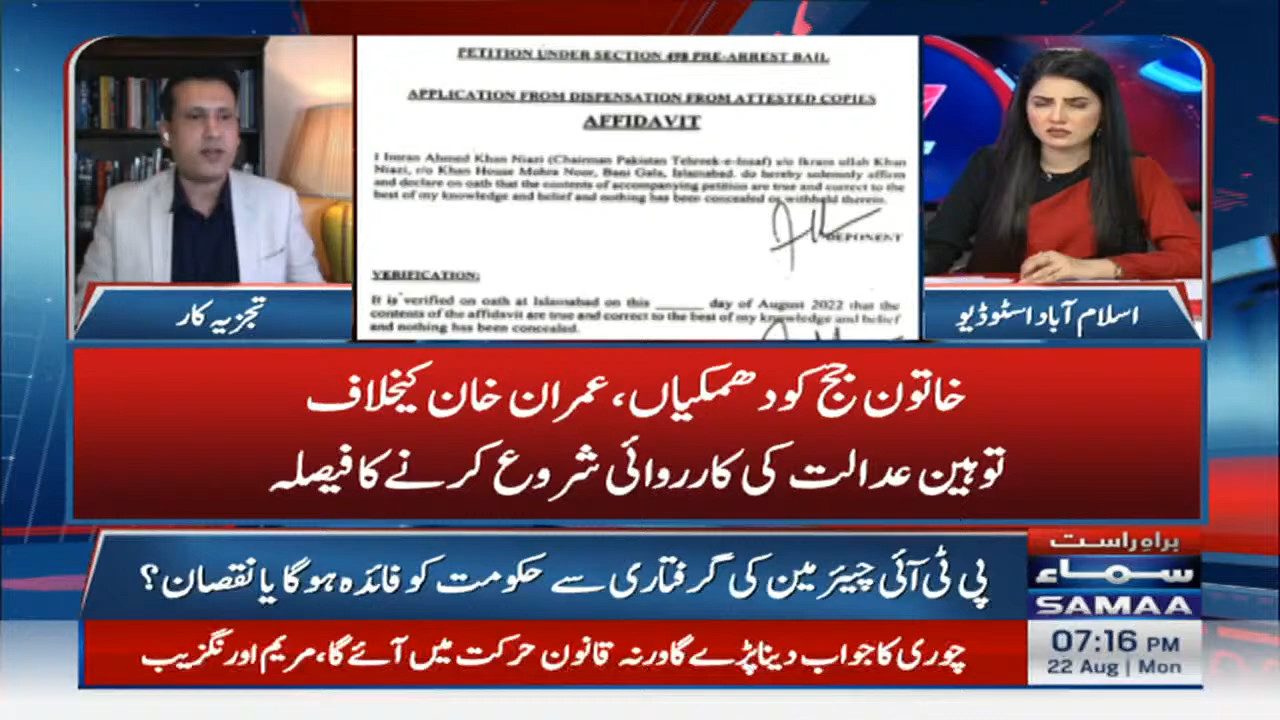 PETITION UNDER SECTION 498 PRE-ARREST BAIL
APPLICATION FROM DISPENSATION FROM ATTESTED COPIES
AFFIDAVIT
I Imran Ahmed Khan Niazi (Chairman Pakistan Tehreek-e-Insaf) s/o Ikram ullah Khan
Niazi, r/o Khan House Mohra Noor, Bani Gala, Islamabad. do hereby solemnly affirm
and declare on oath that the contents of accompanying petition are true and correct to the
best of my knowledge and belief and nothing has been concealed or withheld therein.
DEPONENT
VERIFICATION:
It is verified on oath at Islamabad on this ______ day of August 2022 that the
contents of the affidavit are true and correct to the best of my knowledge and belief
and nothing has been concealed.
تجزیہ کار
اسلام آباد اسٹوڈیو
خاتون جج کو دھمکیاں، عمران خان کیخلاف
توہین عدالت کی کارروائی شروع کرنے کا فیصلہ
پی ٹی آئی چیئرمین کی گرفتاری سے حکومت کو فائدہ ہوگا یا نقصان؟
چوری کا جواب دینا پڑے گا ورنہ قانون حرکت میں آئے گا، مریم اورنگزیب
براہِ راست
سماء
SAMAA
07:16 PM
22 Aug | Mon